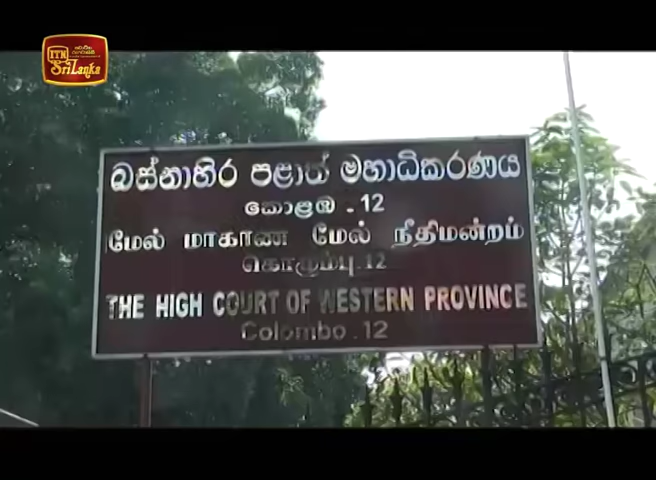 ITN
SriLanka
බස්නාහිර පළාත් මහාධිකරණය
කොළඹ .12
மேல் மாகாண மேல் நீதிமன்றம்
கொழும்பு.12
THE HIGH COURT OF WESTERN PROVINCE
Colombo .12